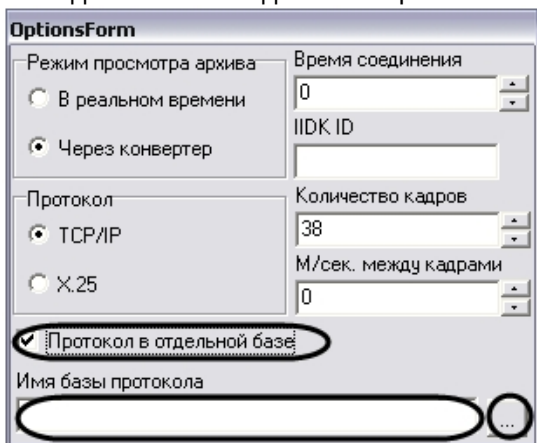 OptionsForm
Режим просмотра архива
В реальном времени
Через конвертер
Время соединения
0
IIDK ID
Протокол
TCP/IP
X.25
Количество кадров
38
М/сек. между кадрами
0
Протокол в отдельной базе
Имя базы протокола
...